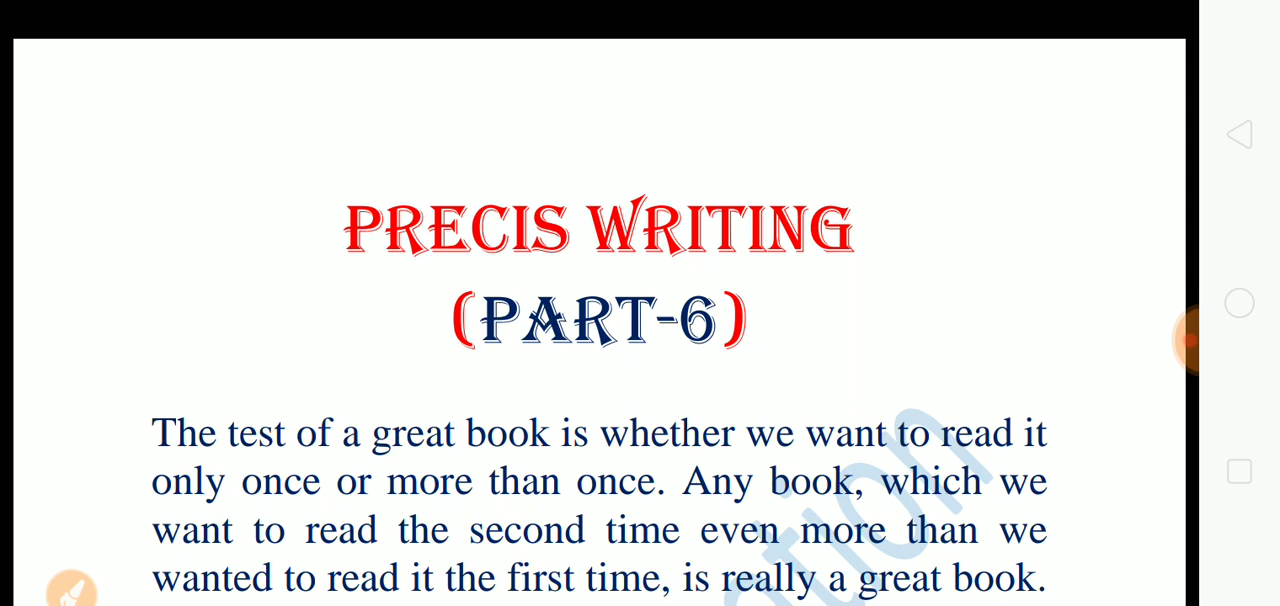 PRECIS WRITING
(PART-6)
The test of a great book is whether we want to read it
only once or more than once. Any book, which we
want to read the second time even more than we
wanted to read it the first time, is really a great book.